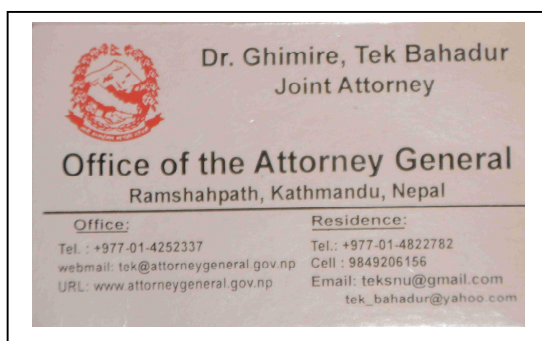 Dr. Ghimire, Tek Bahadur
Joint Attorney
Office of the Attorney General
Ramshahpath, Kathmandu, Nepal
Office:
Tel. : +977-01-4252337
webmail: tek@attorneygeneral.gov.np
URL: www.attorneygeneral.gov.np
Residence:
Tel.: +977-01-4822782
Cell : 9849206156
Email: teksnu@gmail.com
tek_bahadur@yahoo.com